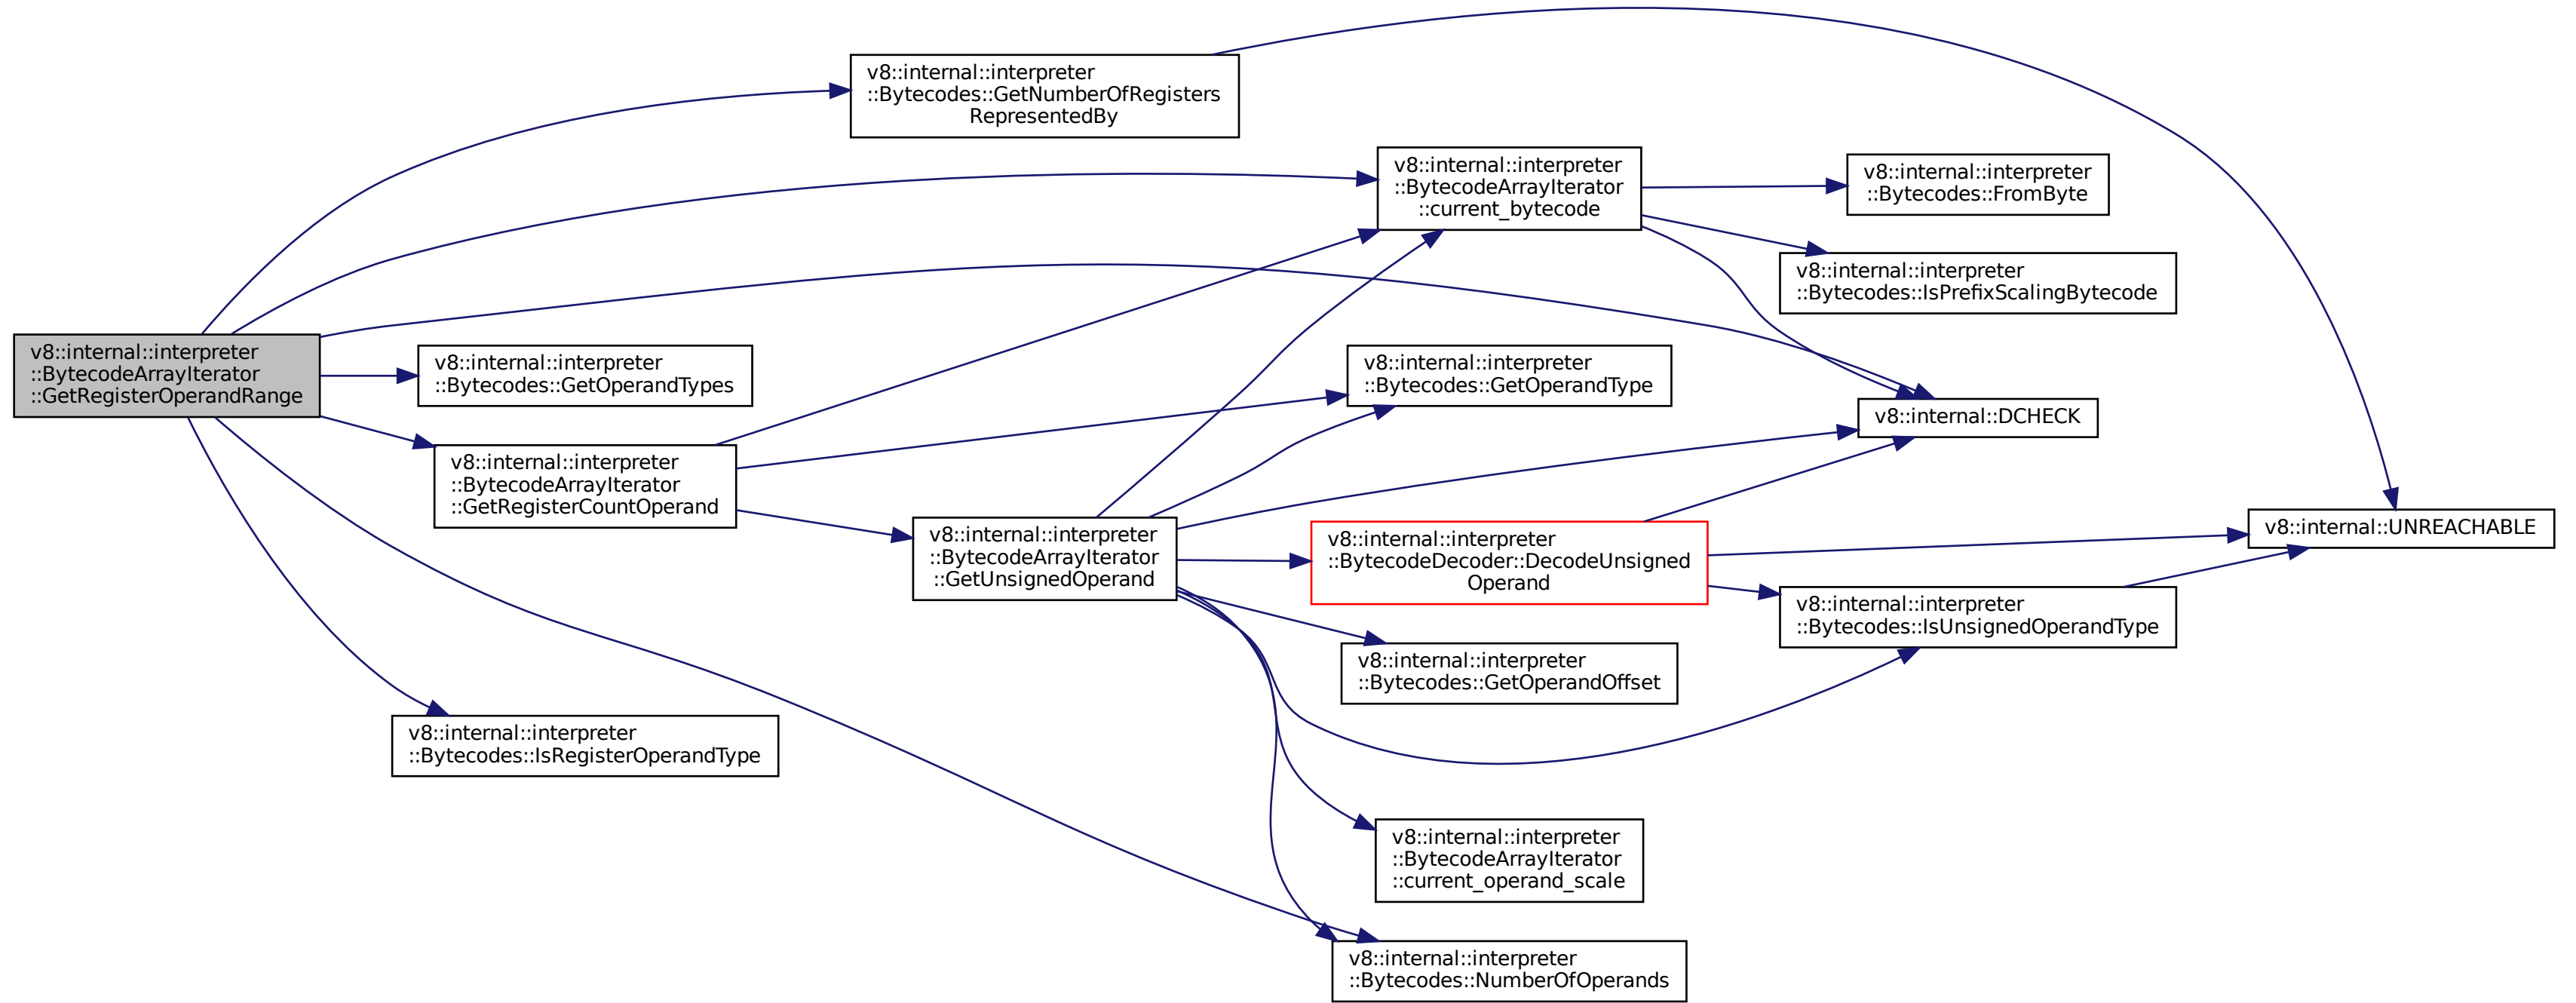 v8::internal::interpreter
::Bytecodes::GetNumberOfRegisters
RepresentedBy
v8::internal::interpreter
::BytecodeArrayIterator
::current_bytecode
v8::internal::interpreter
::Bytecodes::FromByte
v8::internal::interpreter
::Bytecodes::IsPrefixScalingBytecode
v8::internal::interpreter
::BytecodeArrayIterator
::GetRegisterOperandRange
v8::internal::interpreter
::Bytecodes::GetOperandTypes
v8::internal::interpreter
::Bytecodes::GetOperandType
v8::internal::DCHECK
v8::internal::interpreter
::BytecodeArrayIterator
::GetRegisterCountOperand
v8::internal::interpreter
::BytecodeArrayIterator
::GetUnsignedOperand
v8::internal::interpreter
::BytecodeDecoder::DecodeUnsigned
Operand
v8::internal::UNREACHABLE
v8::internal::interpreter
::Bytecodes::IsUnsignedOperandType
v8::internal::interpreter
::Bytecodes::GetOperandOffset
v8::internal::interpreter
::Bytecodes::IsRegisterOperandType
v8::internal::interpreter
::BytecodeArrayIterator
::current_operand_scale
v8::internal::interpreter
::Bytecodes::NumberOfOperands